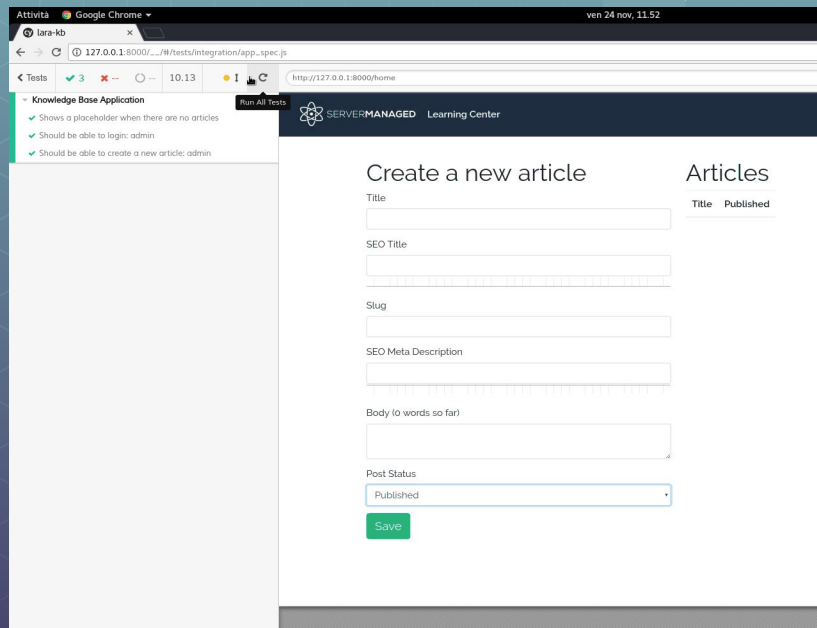 Attività Google Chrome ven 24 nov, 11.52
lara-kb
127.0.0.1:8000/__/#/tests/integration/app_spec.js
Tests 3 -- -- 10.13
http://127.0.0.1:8000/home
Run All Tests
Knowledge Base Application
Shows a placeholder when there are no articles
Should be able to login: admin
Should be able to create a new article: admin
SERVERMANAGED Learning Center
Create a new article
Title
SEO Title
Slug
SEO Meta Description
Body (0 words so far)
Post Status
Published
Save
Articles
Title Published